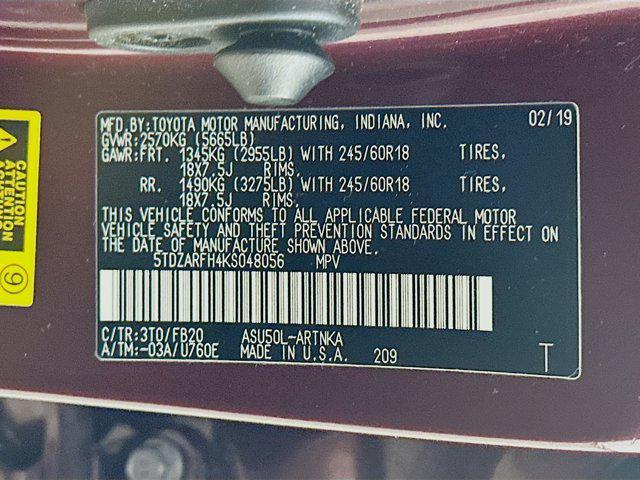 MFD.BY:TOYOTA MOTOR MANUFACTURING, INDIANA, INC. 02/19
GVWR:2570KG (5665LB)
GAWR:FRT. 1345KG (2955LB) WITH 245/60R18 TIRES,
18X7.5J RIMS,
RR. 1490KG (3275LB) WITH 245/60R18 TIRES,
18X7.5J RIMS.
THIS VEHICLE CONFORMS TO ALL APPLICABLE FEDERAL MOTOR
VEHICLE SAFETY AND THEFT PREVENTION STANDARDS IN EFFECT ON
THE DATE OF MANUFACTURE SHOWN ABOVE.
5TDZARFH4KS048056 MPV
C/TR:3T0/FB20 ASU50L-ARTNKA
A/TM:-03A/U760E MADE IN U.S.A. 209 T
CAUTION
ATTENTION
9